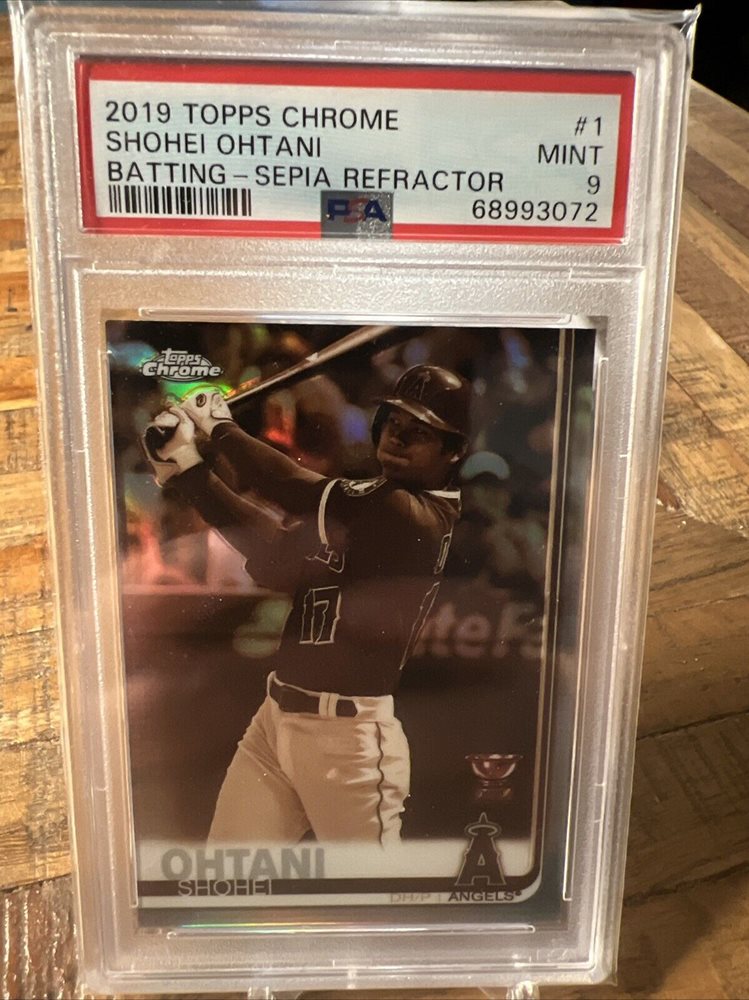 2019 TOPPS CHROME #1
SHOHEI OHTANI MINT
BATTING - SEPIA REFRACTOR 9
PSA 68993072
Topps
Chrome
A
17
OHTANI
SHOHEI
A
DH/P | ANGELS®